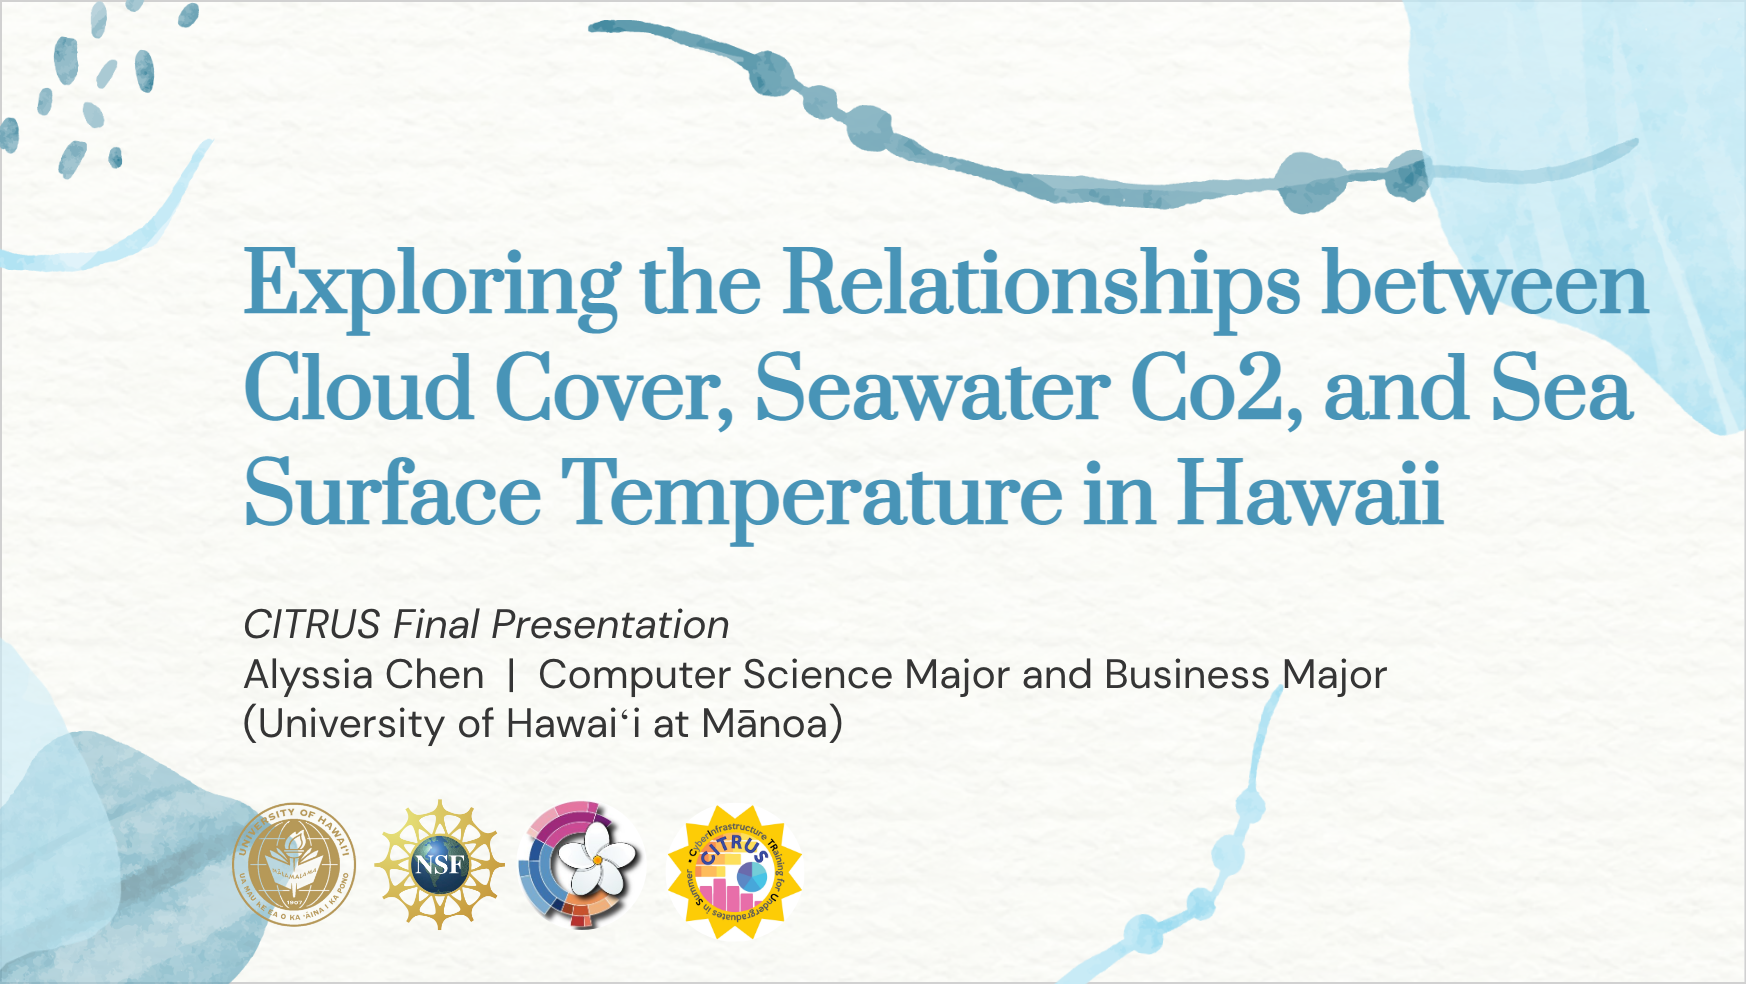 Exploring the Relationships between
Cloud Cover, Seawater Co2, and Sea
Surface Temperature in Hawaii
CITRUS Final Presentation
Alyssia Chen | Computer Science Major and Business Major
(University of Hawaiʻi at Mānoa)
UNIVERSITY OF HAWAIʻI
MALAMALAMA
1907
UA MAU KE EA O KA ʻĀINA I KA PONO
NSF
CITRUS
CyberInfrastructure TRaining for Undergraduates in Summer